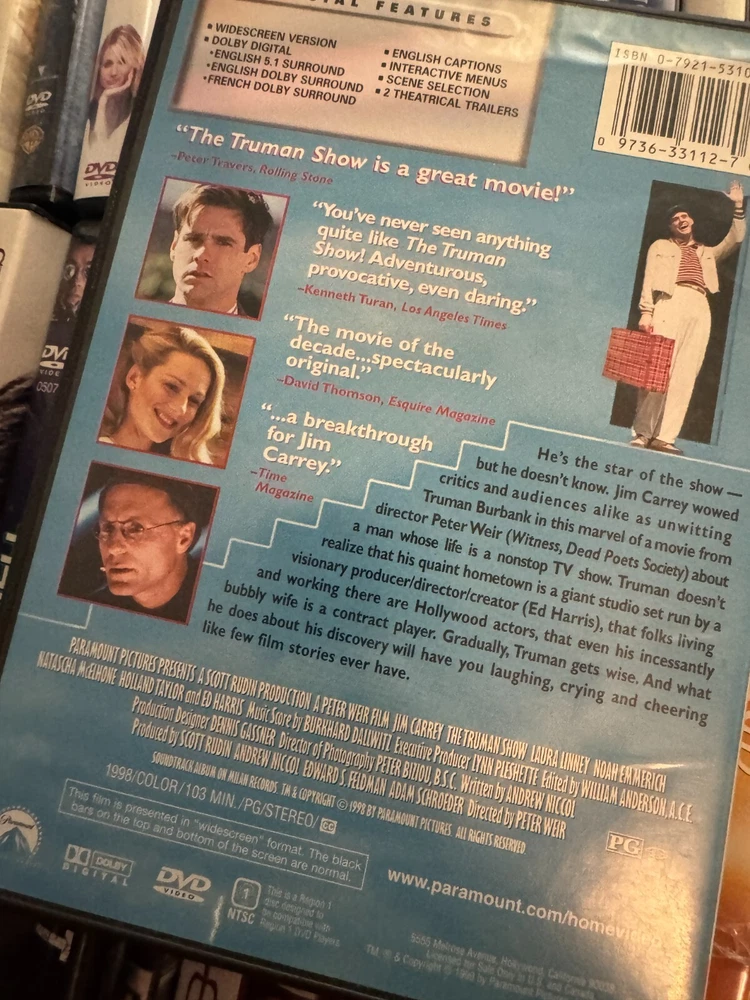 FEATURES
▪ WIDESCREEN VERSION
▪ DOLBY DIGITAL
•ENGLISH 5.1 SURROUND
•ENGLISH DOLBY SURROUND
•FRENCH DOLBY SURROUND
▪ ENGLISH CAPTIONS
▪ INTERACTIVE MENUS
▪ SCENE SELECTION
▪ 2 THEATRICAL TRAILERS
ISBN 0-7921-5310
0 9736-33112-7
“The Truman Show is a great movie!”
–Peter Travers, Rolling Stone
“You’ve never seen anything
quite like The Truman
Show! Adventurous,
provocative, even daring.”
–Kenneth Turan, Los Angeles Times
“The movie of the
decade...spectacularly
original.”
–David Thomson, Esquire Magazine
“...a breakthrough
for Jim
Carrey.”
–Time
Magazine
He’s the star of the show —
but he doesn’t know. Jim Carrey wowed
critics and audiences alike as unwitting
Truman Burbank in this marvel of a movie from
director Peter Weir (Witness, Dead Poets Society) about
a man whose life is a nonstop TV show. Truman doesn’t
realize that his quaint hometown is a giant studio set run by a
visionary producer/director/creator (Ed Harris), that folks living
and working there are Hollywood actors, that even his incessantly
bubbly wife is a contract player. Gradually, Truman gets wise. And what
he does about his discovery will have you laughing, crying and cheering
like few film stories ever have.
PARAMOUNT PICTURES PRESENTS A SCOTT RUDIN PRODUCTION A PETER WEIR FILM JIM CARREY THE TRUMAN SHOW LAURA LINNEY NOAH EMMERICH
NATASCHA McELHONE HOLLAND TAYLOR and ED HARRIS Music Score by BURKHARD DALLWITZ Executive Producer LYNN PLESHETTE Edited by WILLIAM ANDERSON, A.C.E.
Production Designer DENNIS GASSNER Director of Photography PETER BIZIOU, B.S.C. Written by ANDREW NICCOL
Produced by SCOTT RUDIN ANDREW NICCOL EDWARD S. FELDMAN ADAM SCHROEDER Directed by PETER WEIR
SOUNDTRACK ALBUM ON MILAN RECORDS TM & COPYRIGHT © 1998 BY PARAMOUNT PICTURES ALL RIGHTS RESERVED
1998/COLOR/103 MIN./PG/STEREO/ CC
PG
This film is presented in "widescreen" format. The black
bars on the top and bottom of the screen are normal.
Paramount
DOLBY
DIGITAL
DVD
VIDEO
1
NTSC
This is a Region 1
disc designed to
be compatible with
Region 1 DVD Players
www.paramount.com/homevi
5555 Melrose Avenue, Hollywood, California 90038
TM, ® & Copyright © 1999 by Paramount
DVD
DVD
VIDEO
0507